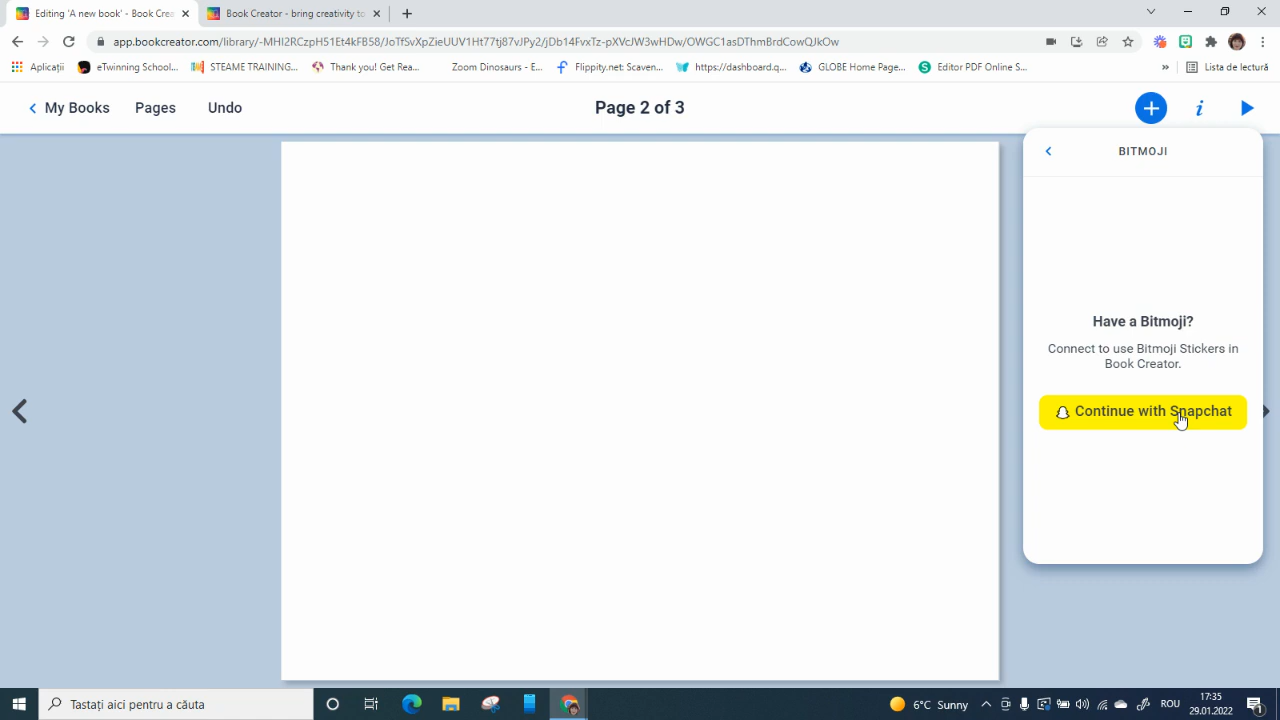 Editing 'A new book' - Book Crea
Book Creator - bring creativity to
app.bookcreator.com/library/-MHI2RCzpH51Et4kFB58/JoTfSvXpZieUUV1Ht77tj87vJPy2/jDb14FvxTz-pXVcJW3wHDw/OWGC1asDThmBrdCowQJkOw
Aplicații
eTwinning School...
STEAME TRAINING...
Thank you! Get Rea...
Zoom Dinosaurs - E...
Flippity.net: Scaven...
https://dashboard.q...
GLOBE Home Page...
Editor PDF Online S...
»
Lista de lectură
My Books
Pages
Undo
Page 2 of 3
BITMOJI
Have a Bitmoji?
Connect to use Bitmoji Stickers in
Book Creator.
Continue with Snapchat
Tastați aici pentru a căuta
6°C Sunny
ROU
17:35
29.01.2022
1